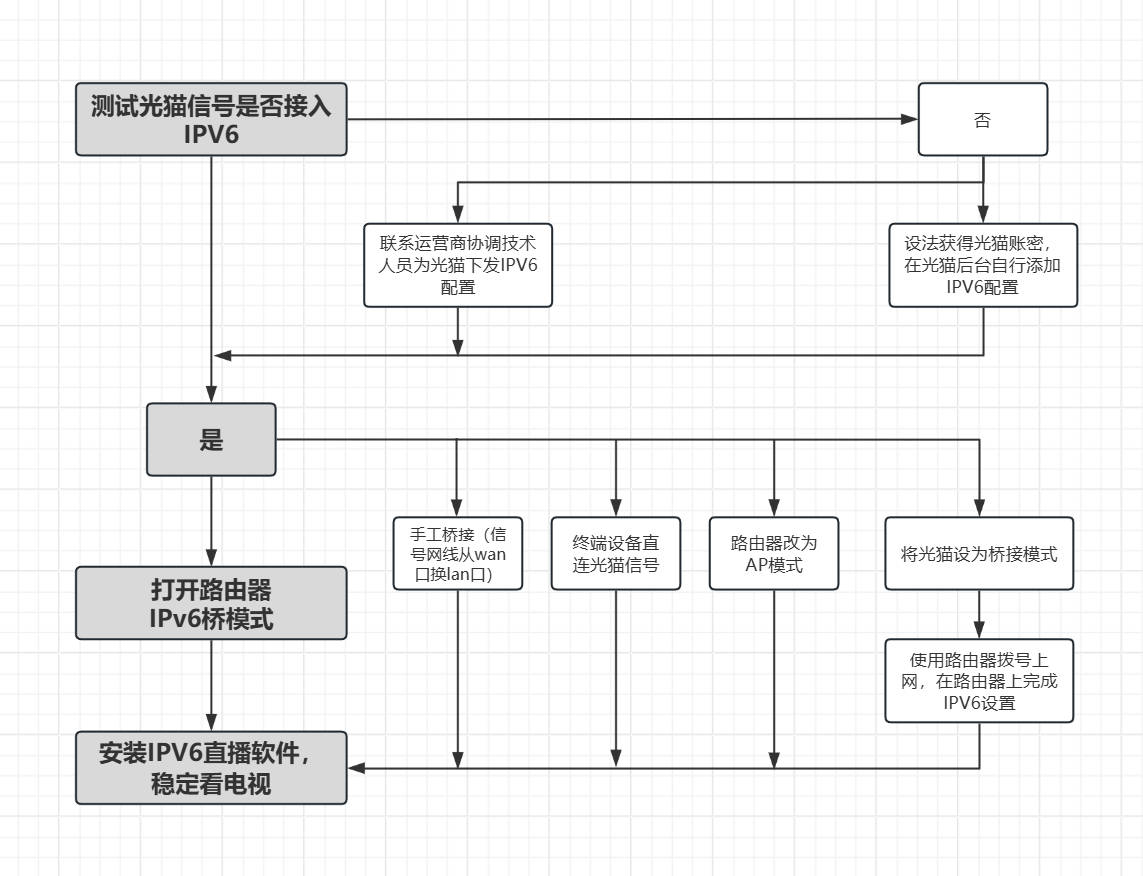 测试光猫信号是否接入
IPV6
否
联系运营商协调技术
人员为光猫下发IPV6
配置
设法获得光猫账密，
在光猫后台自行添加
IPV6配置
是
手工桥接（信
号网线从wan
口换lan口）
终端设备直
连光猫信号
路由器改为
AP模式
将光猫设为桥接模式
打开路由器
IPv6桥模式
使用路由器拨号上
网，在路由器上完成
IPV6设置
安装IPV6直播软件，
稳定看电视